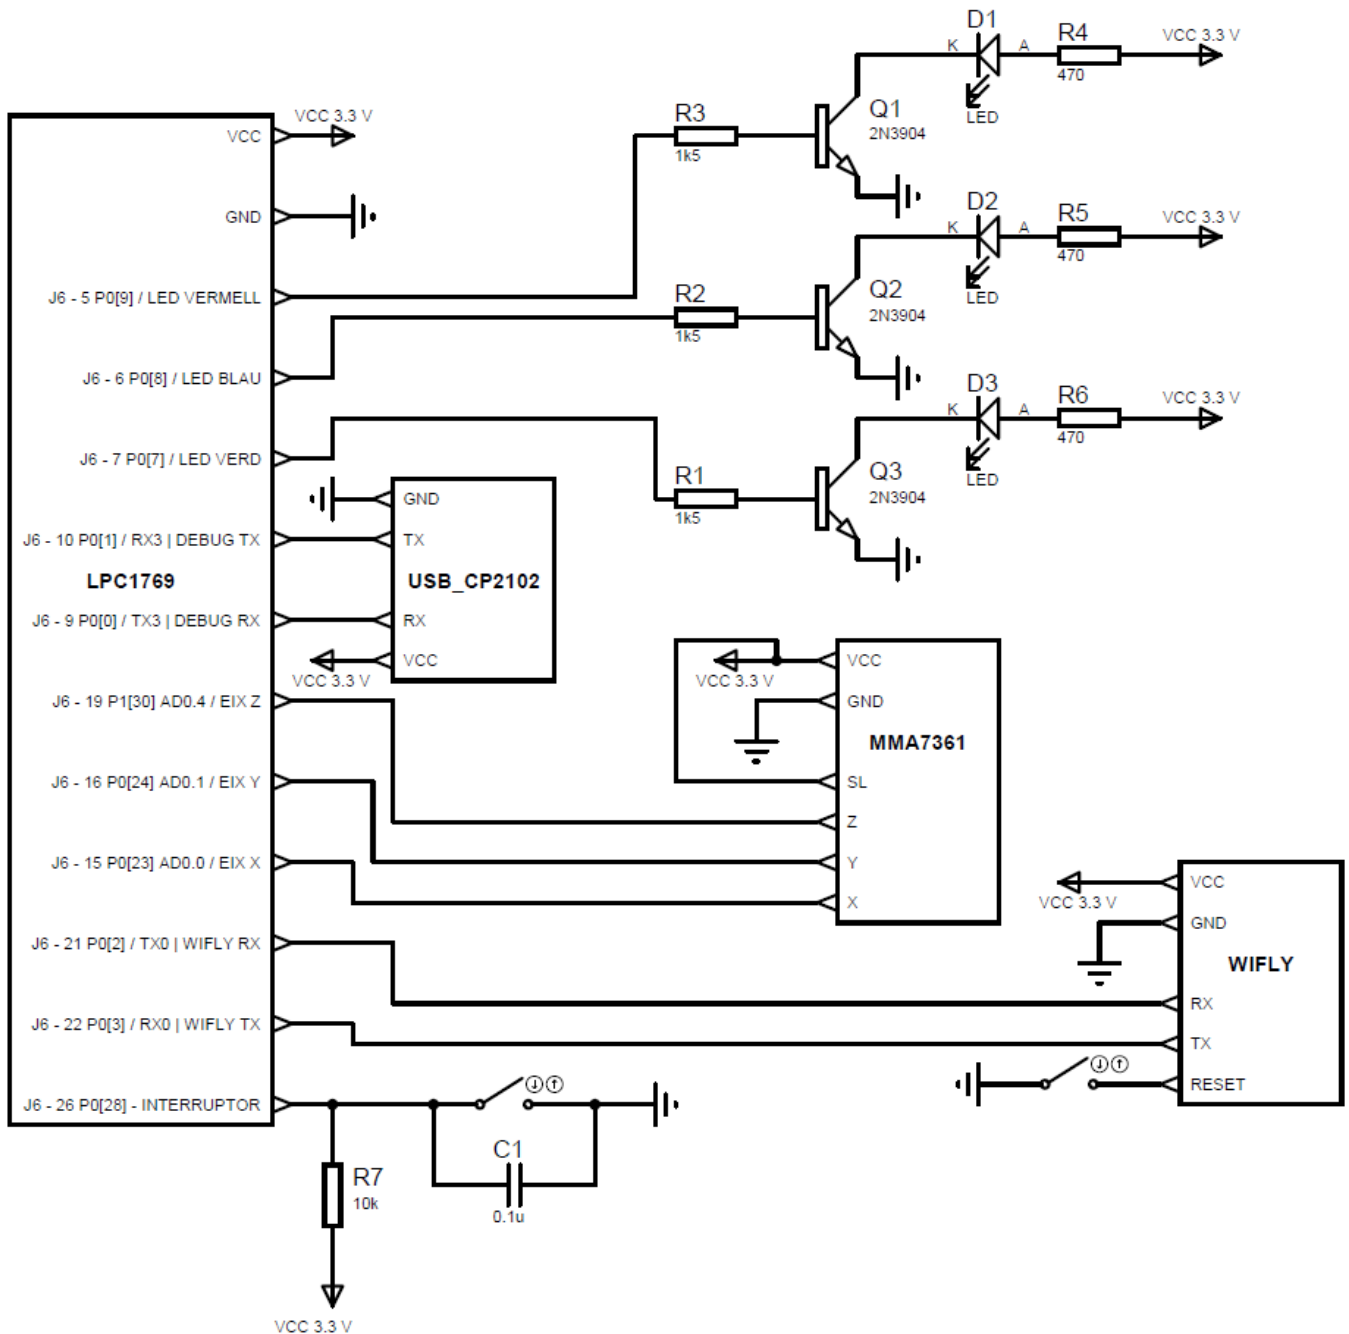 D1
K
A
LED
R4
470
VCC 3.3 V
Q1
2N3904
R3
1k5
VCC 3.3 V
VCC
GND
D2
K
A
LED
R5
470
VCC 3.3 V
Q2
2N3904
R2
1k5
J6 - 5 P0[9] / LED VERMELL
J6 - 6 P0[8] / LED BLAU
D3
K
A
LED
R6
470
VCC 3.3 V
Q3
2N3904
R1
1k5
J6 - 7 P0[7] / LED VERD
J6 - 10 P0[1] / RX3 | DEBUG TX
LPC1769
J6 - 9 P0[0] / TX3 | DEBUG RX
GND
TX
USB_CP2102
RX
VCC
VCC 3.3 V
J6 - 19 P1[30] AD0.4 / EIX Z
J6 - 16 P0[24] AD0.1 / EIX Y
J6 - 15 P0[23] AD0.0 / EIX X
VCC 3.3 V
VCC
GND
MMA7361
SL
Z
Y
X
J6 - 21 P0[2] / TX0 | WIFLY RX
J6 - 22 P0[3] / RX0 | WIFLY TX
J6 - 26 P0[28] - INTERRUPTOR
VCC 3.3 V
VCC
GND
WIFLY
RX
TX
RESET
C1
0.1u
R7
10k
VCC 3.3 V